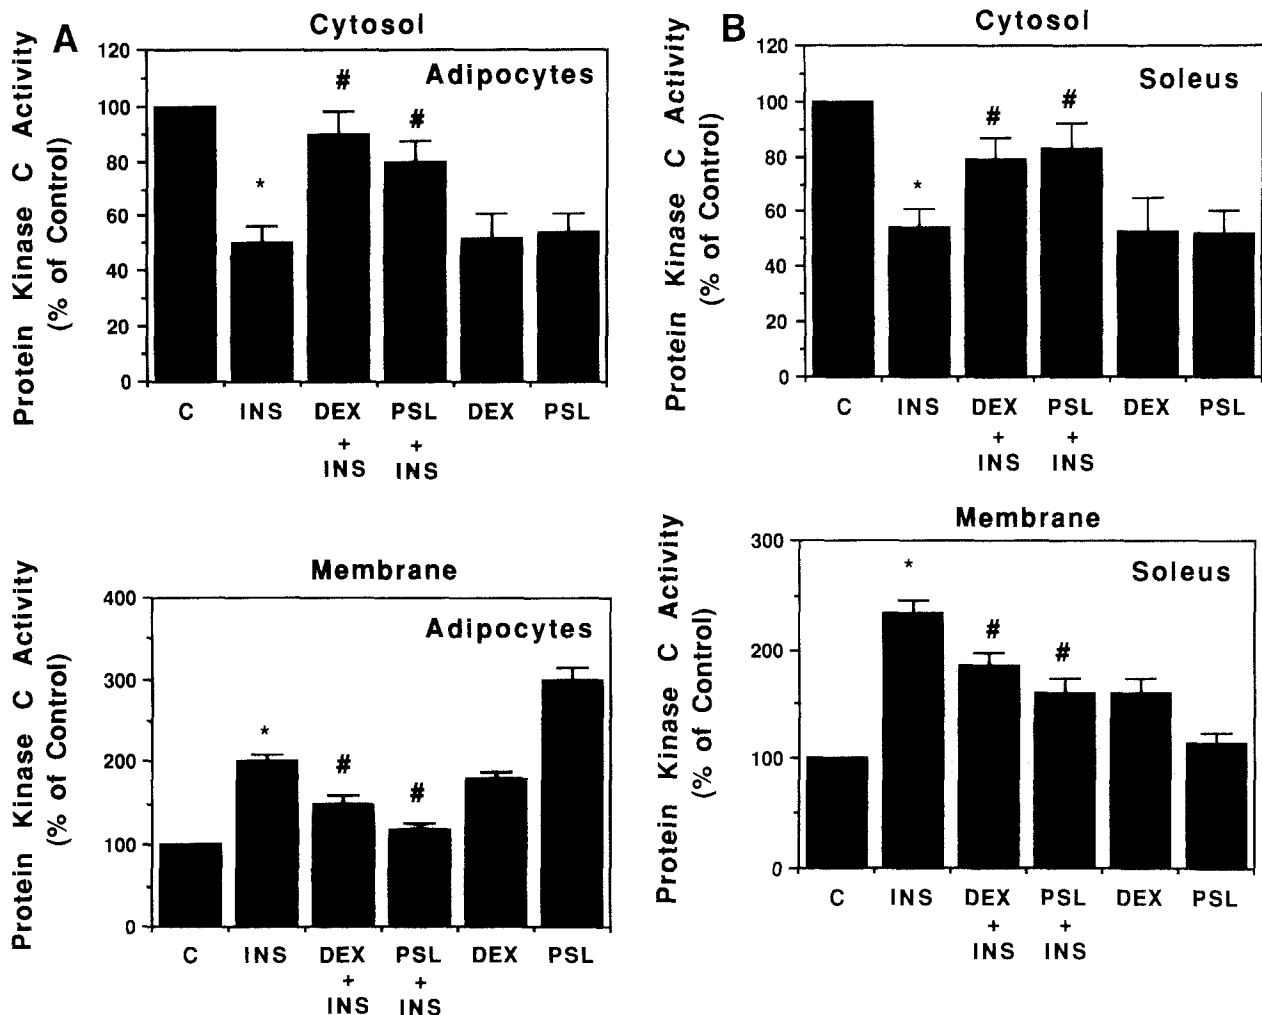 A
Cytosol
Adipocytes
Protein Kinase C Activity
(% of Control)
120
100
80
60
40
20
0
#
#
*
C INS DEX PSL DEX PSL
+ +
INS INS
B
Cytosol
Soleus
Protein Kinase C Activity
(% of Control)
120
100
80
60
40
20
0
#
#
*
C INS DEX PSL DEX PSL
+ +
INS INS
Membrane
Adipocytes
Protein Kinase C Activity
(% of Control)
400
300
200
100
0
*
#
#
C INS DEX PSL DEX PSL
+ +
INS INS
Membrane
Soleus
Protein Kinase C Activity
(% of Control)
300
200
100
0
*
#
#
C INS DEX PSL DEX PSL
+ +
INS INS